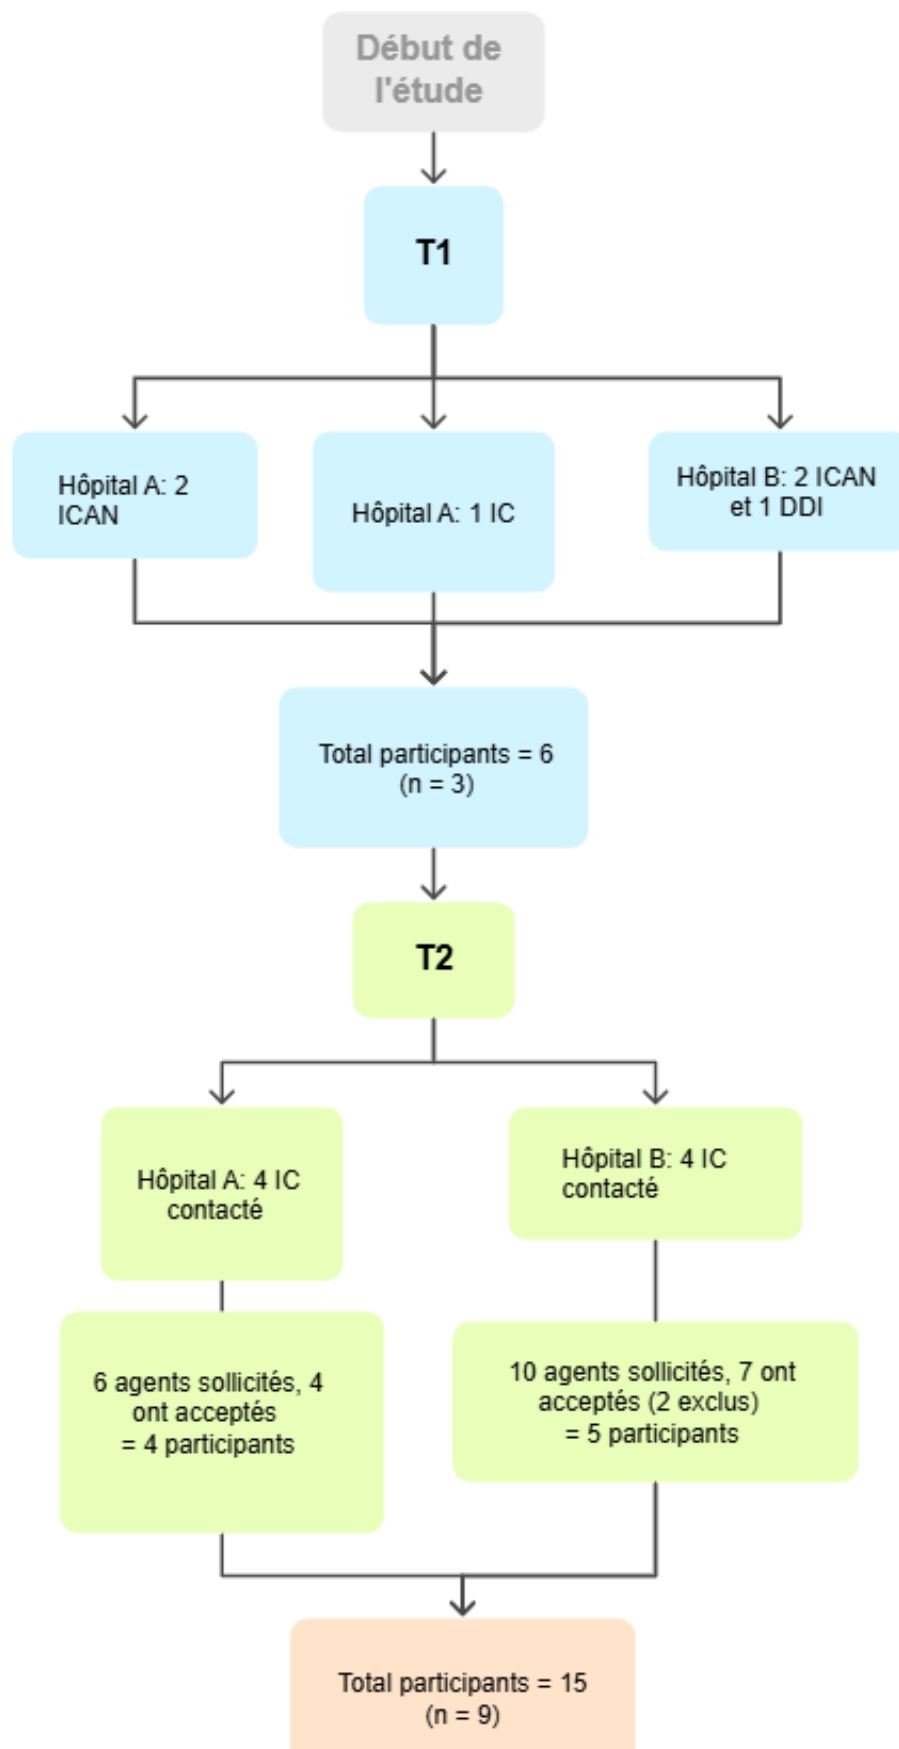 Début de
l'étude
T1
Hôpital A: 2
ICAN
Hôpital A: 1 IC
Hôpital B: 2 ICAN
et 1 DDI
Total participants = 6
(n = 3)
T2
Hôpital A: 4 IC
contacté
Hôpital B: 4 IC
contacté
6 agents sollicités, 4
ont acceptés
= 4 participants
10 agents sollicités, 7 ont
acceptés (2 exclus)
= 5 participants
Total participants = 15
(n = 9)